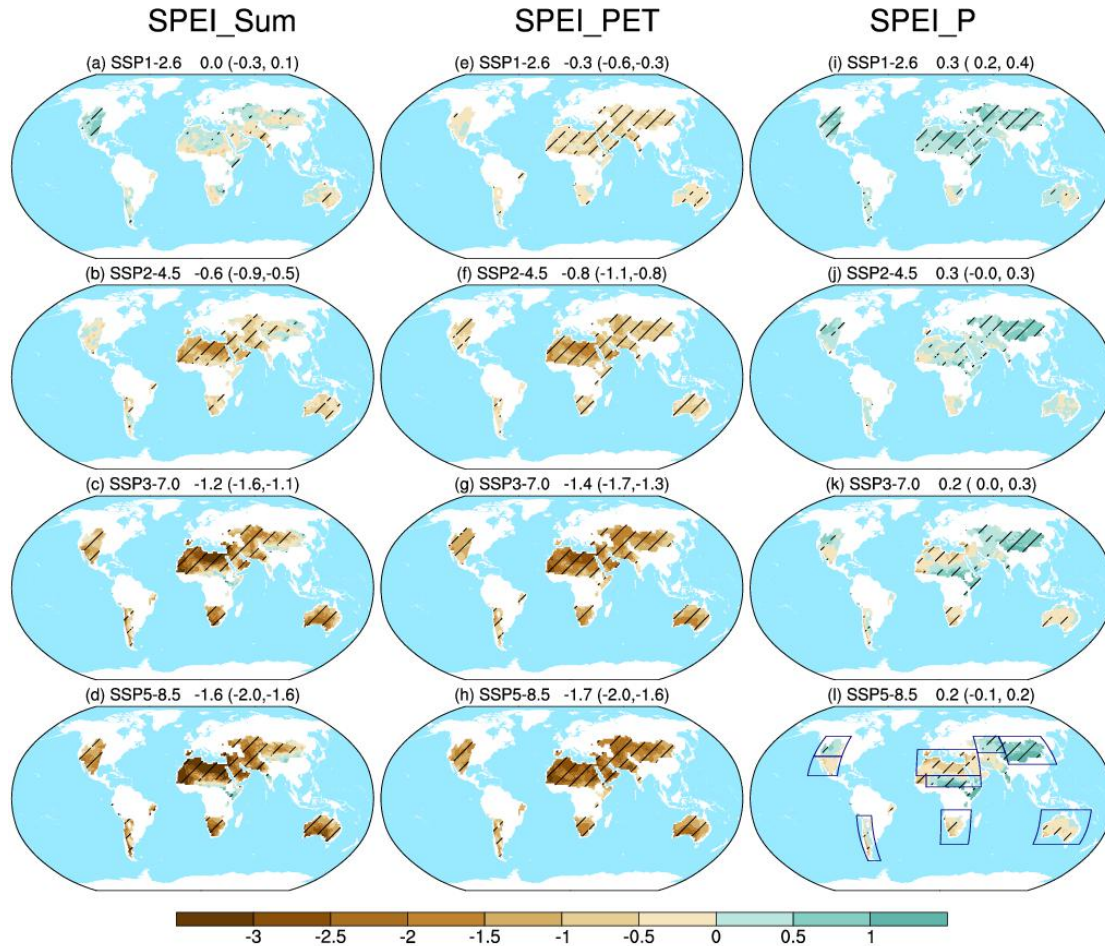 SPEI_Sum SPEI_PET SPEI_P
(a) SSP1-2.6 0.0 (-0.3, 0.1) (e) SSP1-2.6 -0.3 (-0.6,-0.3) (i) SSP1-2.6 0.3 ( 0.2, 0.4)
(b) SSP2-4.5 -0.6 (-0.9,-0.5) (f) SSP2-4.5 -0.8 (-1.1,-0.8) (j) SSP2-4.5 0.3 (-0.0, 0.3)
(c) SSP3-7.0 -1.2 (-1.6,-1.1) (g) SSP3-7.0 -1.4 (-1.7,-1.3) (k) SSP3-7.0 0.2 ( 0.0, 0.3)
(d) SSP5-8.5 -1.6 (-2.0,-1.6) (h) SSP5-8.5 -1.7 (-2.0,-1.6) (l) SSP5-8.5 0.2 (-0.1, 0.2)
-3 -2.5 -2 -1.5 -1 -0.5 0 0.5 1